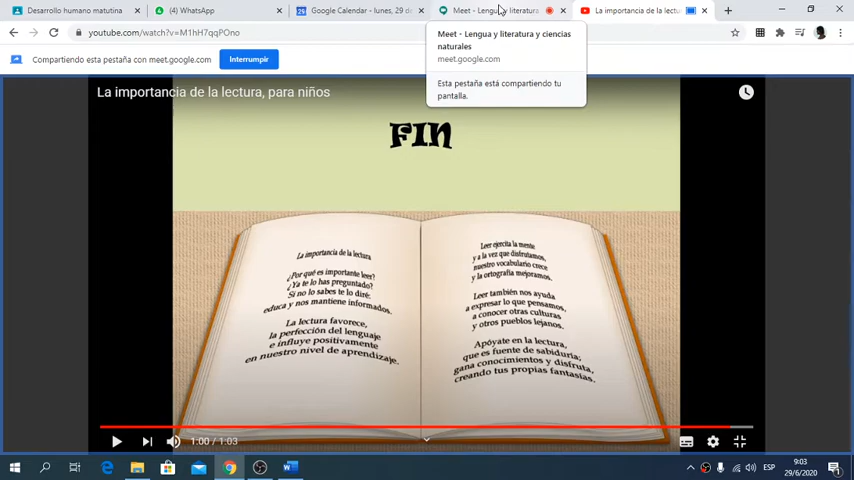 Desarrollo humano matutina
(4) WhatsApp
Google Calendar - lunes, 29 de
Meet - Lengua y literatura
La importancia de la lectu
youtube.com/watch?v=M1hH7qqPOno
Compartiendo esta pestaña con meet.google.com
Interrumpir
Meet - Lengua y literatura y ciencias
naturales
meet.google.com
Esta pestaña está compartiendo tu
pantalla.
La importancia de la lectura, para niños
FIN
La importancia de la lectura
¿Por qué es importante leer?
¿Ya te lo has preguntado?
Si no lo sabes te lo diré:
educa y nos mantiene informados.
La lectura favorece,
la perfección del lenguaje
e influye positivamente
en nuestro nivel de aprendizaje.
Leer ejercita la mente
y a la vez que disfrutamos,
nuestro vocabulario crece
y la ortografía mejoramos.
Leer también nos ayuda
a expresar lo que pensamos,
a conocer otras culturas
y otros pueblos lejanos.
Apóyate en la lectura,
que es fuente de sabiduría;
gana conocimientos y disfruta,
creando tus propias fantasías.
1:00 / 1:03
ESP
9:03
29/6/2020